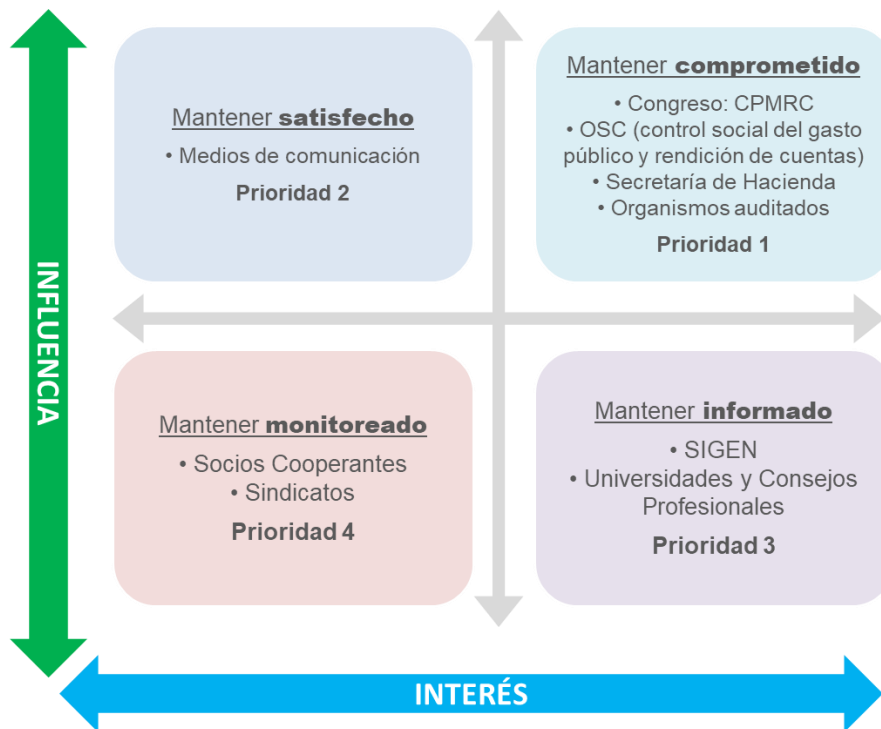 Mantener satisfecho
• Medios de comunicación
Prioridad 2
Mantener comprometido
• Congreso: CPMRC
• OSC (control social del gasto
público y rendición de cuentas)
• Secretaría de Hacienda
• Organismos auditados
Prioridad 1
INFLUENCIA
Mantener monitoreado
• Socios Cooperantes
• Sindicatos
Prioridad 4
Mantener informado
• SIGEN
• Universidades y Consejos
Profesionales
Prioridad 3
INTERÉS